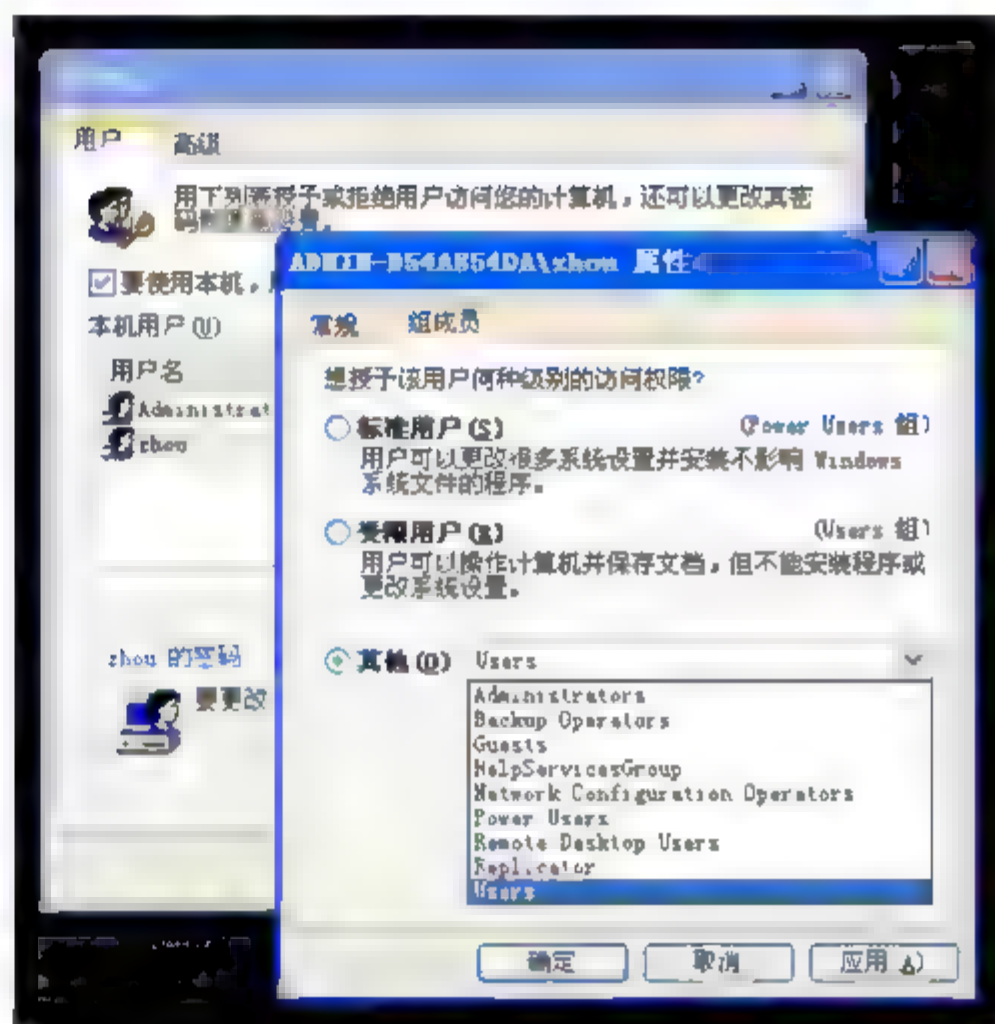 用户
高级
用下列表授予或拒绝用户访问您的计算机，还可以更改其密
码
要使用本机，
本机用户(U)
用户名
Administrat
zhou
zhou 的密码
要更改
ADMIN-B54A854DA\zhou 属性
常规
组成员
想授予该用户何种级别的访问权限?
标准用户(S)
(Power Users 组)
用户可以更改很多系统设置并安装不影响 Windows
系统文件的程序。
受限用户(R)
(Users 组)
用户可以操作计算机并保存文档，但不能安装程序或
更改系统设置。
其他(O)
Users
Administrators
Backup Operators
Guests
HelpServicesGroup
Network Configuration Operators
Power Users
Remote Desktop Users
Replicator
Users
确定
取消
应用(A)